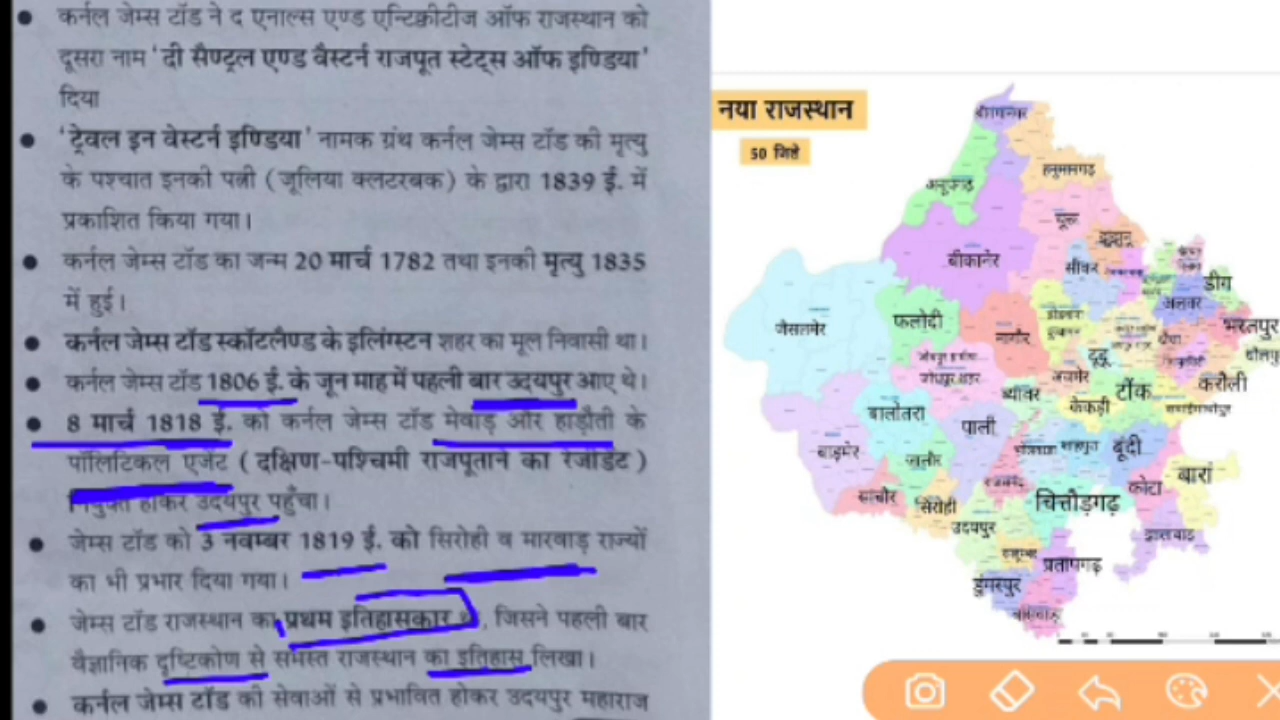 कर्नल जेम्स टॉड ने द एनाल्स एण्ड एन्टिक्वीटीज ऑफ राजस्थान को
दूसरा नाम 'दी सैण्ट्रल एण्ड वैस्टर्न राजपूत स्टेट्स ऑफ इण्डिया'
दिया
'ट्रेवल इन वेस्टर्न इण्डिया' नामक ग्रंथ कर्नल जेम्स टॉड की मृत्यु
के पश्चात इनकी पत्नी (जूलिया क्लटरबक) के द्वारा 1839 ई. में
प्रकाशित किया गया।
कर्नल जेम्स टॉड का जन्म 20 मार्च 1782 तथा इनकी मृत्यु 1835
में हुई।
कर्नल जेम्स टॉड स्कॉटलैण्ड के इलिंग्स्टन शहर का मूल निवासी था।
कर्नल जेम्स टॉड 1806 ई. के जून माह में पहली बार उदयपुर आए थे।
8 मार्च 1818 ई. को कर्नल जेम्स टॉड मेवाड़ और हाड़ौती के
पॉलिटिकल एजेंट (दक्षिण-पश्चिमी राजपूताने का रेजीडेंट)
नियुक्त होकर उदयपुर पहुँचा।
जेम्स टॉड को 3 नवम्बर 1819 ई. को सिरोही व मारवाड़ राज्यों
का भी प्रभार दिया गया।
जेम्स टॉड राजस्थान का प्रथम इतिहासकार थे, जिसने पहली बार
वैज्ञानिक दृष्टिकोण से समस्त राजस्थान का इतिहास लिखा।
कर्नल जेम्स टॉड की सेवाओं से प्रभावित होकर उदयपुर महाराज
नया राजस्थान
50 जिले
हनुमानगढ़
अनूपगढ़
चूरू
झुंझुनू
बीकानेर
सीकर
डीग
अलवर
जैसलमेर
फलोदी
नागौर
भरतपुर
दूदू
अजमेर
ब्यावर
केकड़ी
टोंक
करौली
बालोतरा
पाली
बाड़मेर
जालौर
बूंदी
बारां
कोटा
सांचौर
सिरोही
चित्तौड़गढ़
उदयपुर
झालावाड़
प्रतापगढ़
डूंगरपुर